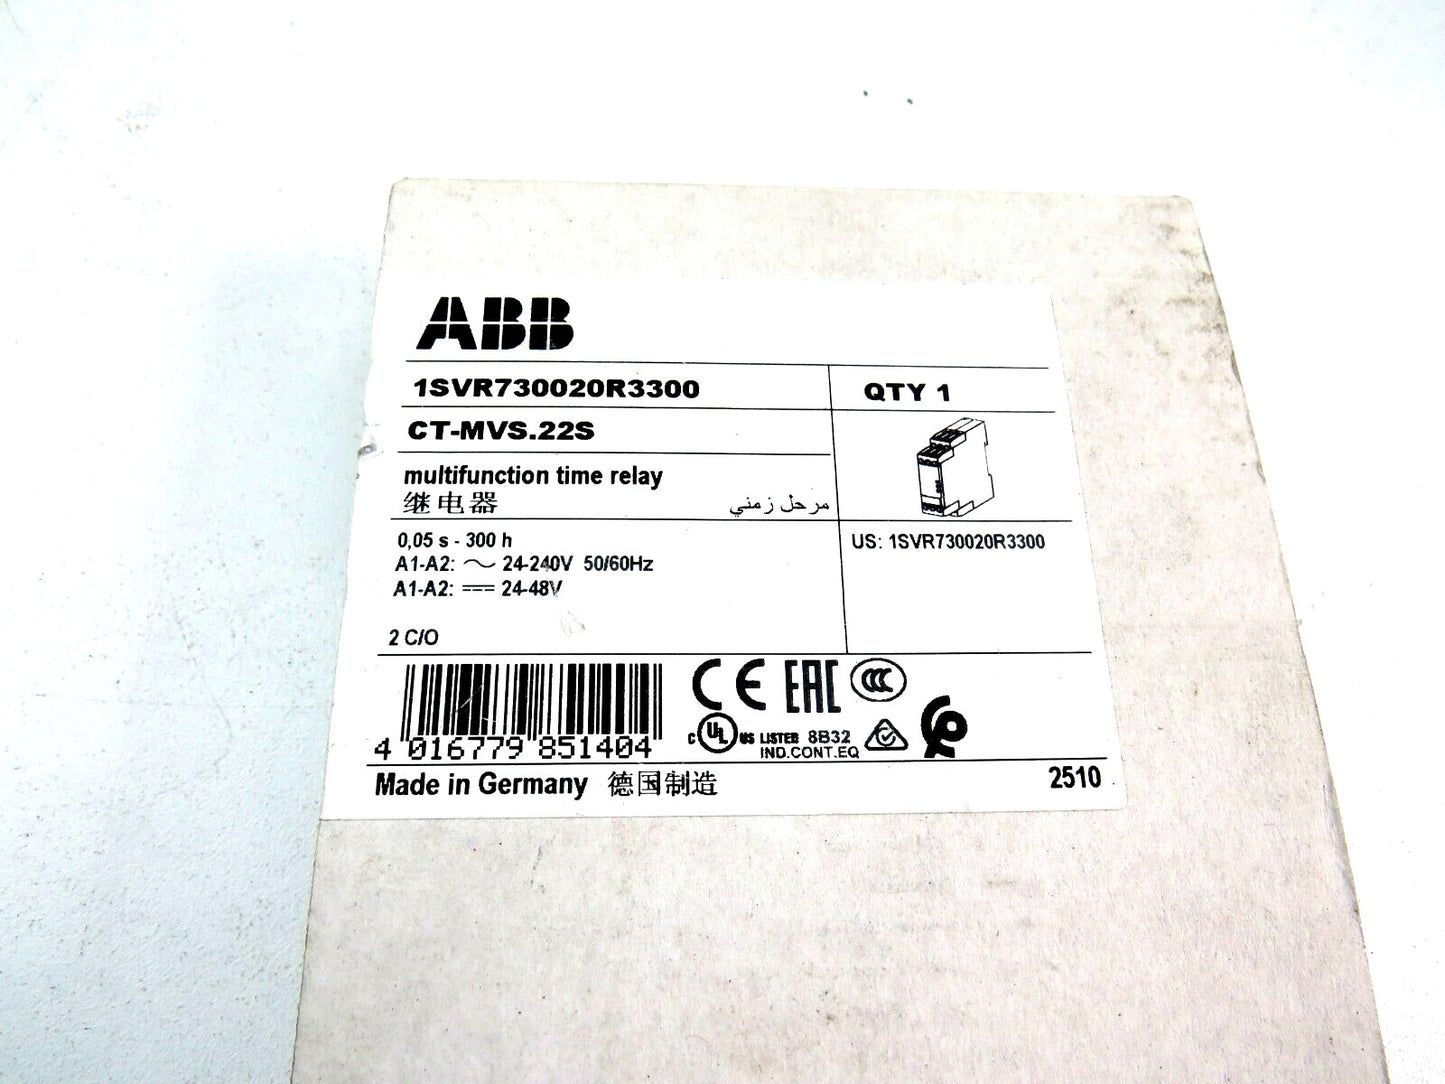 ABB
1SVR730020R3300
QTY 1
CT-MVS.22S
multifunction time relay
继电器
مرحل زمني
0,05 s - 300 h
A1-A2: ~ 24-240V 50/60Hz
A1-A2: 24-48V
2 C/O
US: 1SVR730020R3300
4 016779 851404
CE EAC CCC
C UL US LISTED 8B32
IND.CONT.EQ
Made in Germany 德国制造
2510